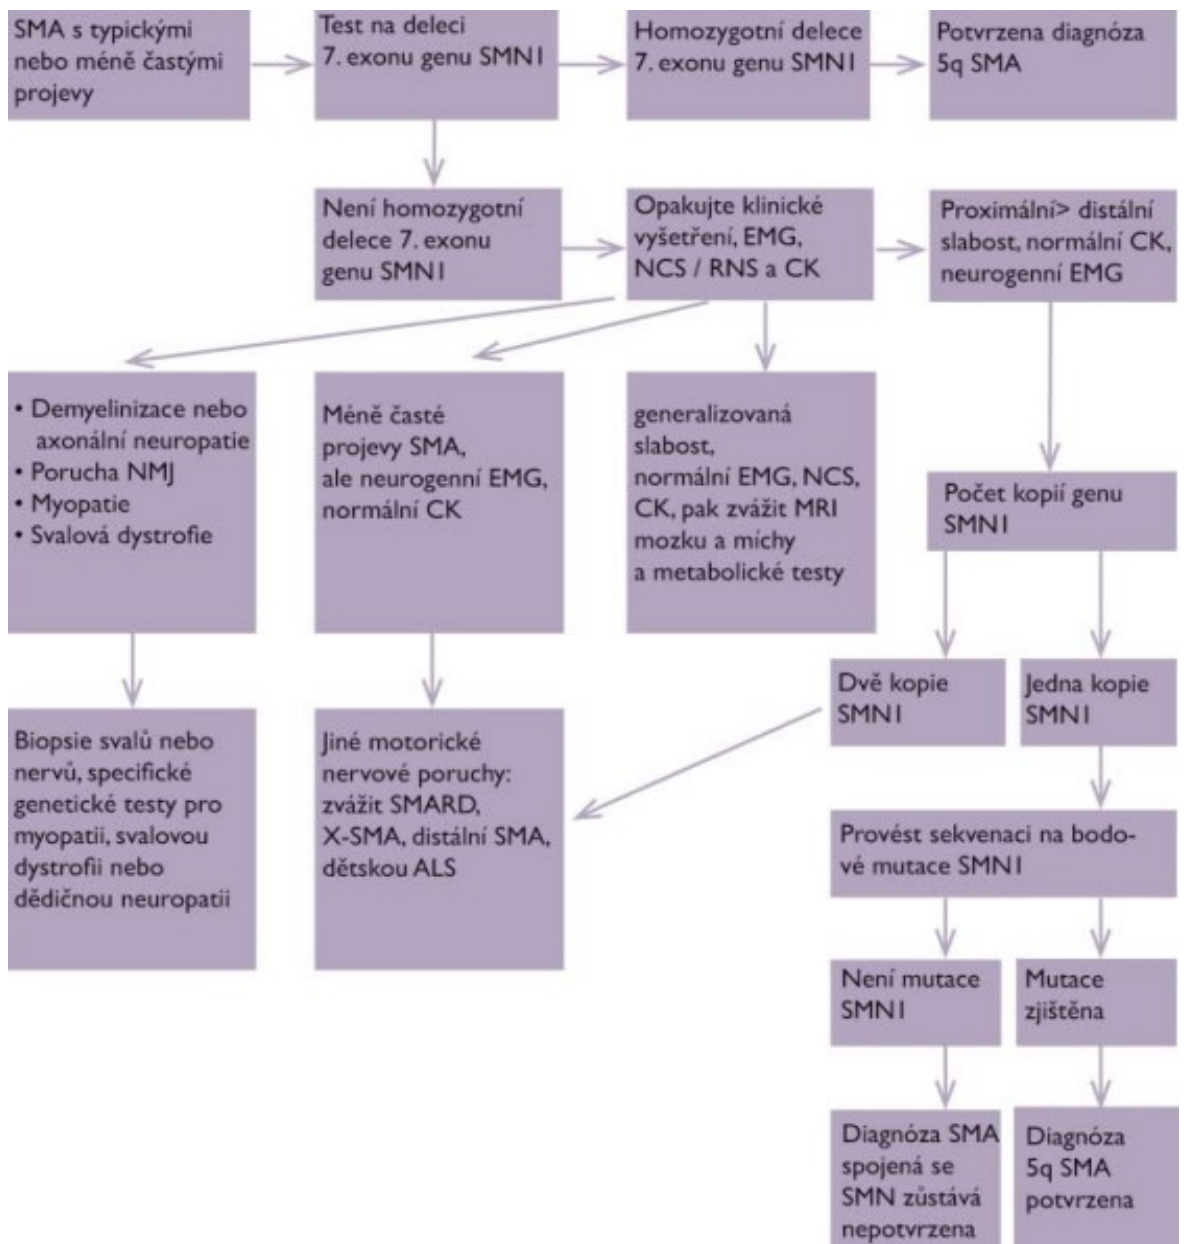 SMA s typickými
nebo méně častými
projevy
Test na deleci
7. exonu genu SMN1
Homozygotní delece
7. exonu genu SMN1
Potvrzena diagnóza
5q SMA
Není homozygotní
delece 7. exonu
genu SMN1
Opakujte klinické
vyšetření, EMG,
NCS / RNS a CK
Proximální> distální
slabost, normální CK,
neurogenní EMG
• Demyelinizace nebo
axonální neuropatie
• Porucha NMJ
• Myopatie
• Svalová dystrofie
Méně časté
projevy SMA,
ale neurogenní EMG,
normální CK
generalizovaná
slabost,
normální EMG, NCS,
CK, pak zvážit MRI
mozku a míchy
a metabolické testy
Počet kopií genu
SMN1
Dvě kopie
SMN1
Jedna kopie
SMN1
Biopsie svalů nebo
nervů, specifické
genetické testy pro
myopatii, svalovou
dystrofii nebo
dědičnou neuropatii
Jiné motorické
nervové poruchy:
zvážit SMARD,
X-SMA, distální SMA,
dětskou ALS
Provést sekvenaci na bodo-
vé mutace SMN1
Není mutace
SMN1
Mutace
zjištěna
Diagnóza SMA
spojená se
SMN zůstává
nepotvrzena
Diagnóza
5q SMA
potvrzena